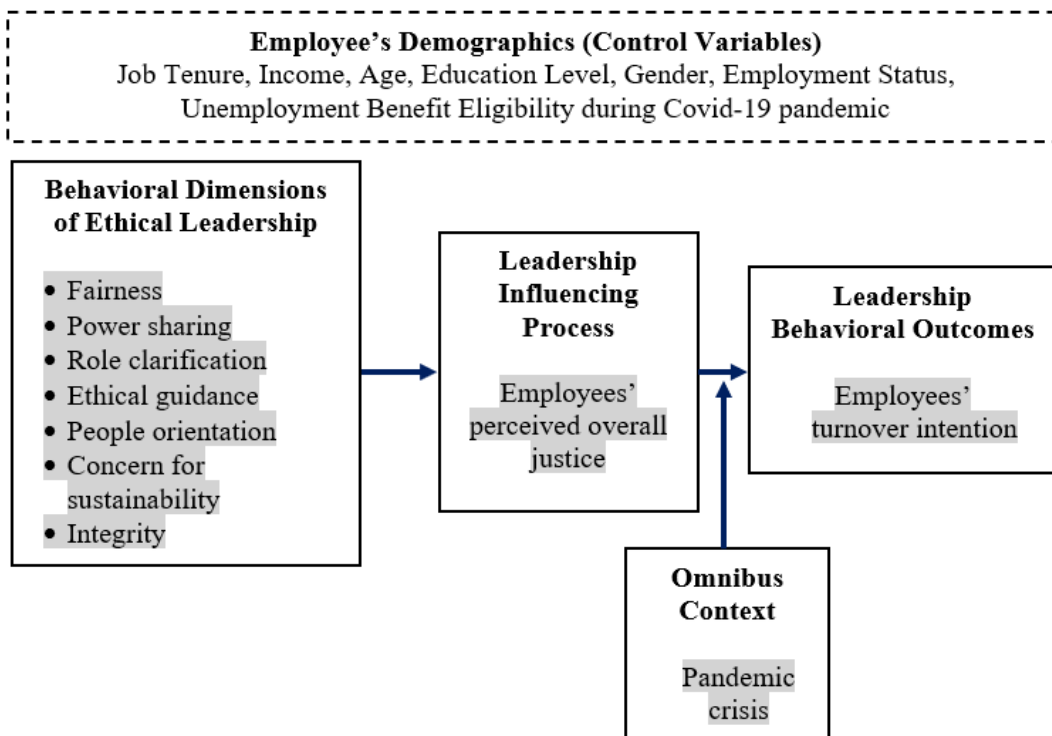 Employee’s Demographics (Control Variables)
Job Tenure, Income, Age, Education Level, Gender, Employment Status,
Unemployment Benefit Eligibility during Covid-19 pandemic
Behavioral Dimensions
of Ethical Leadership
• Fairness
• Power sharing
• Role clarification
• Ethical guidance
• People orientation
• Concern for
sustainability
• Integrity
Leadership
Influencing
Process
Employees’
perceived overall
justice
Leadership
Behavioral Outcomes
Employees’
turnover intention
Omnibus
Context
Pandemic
crisis